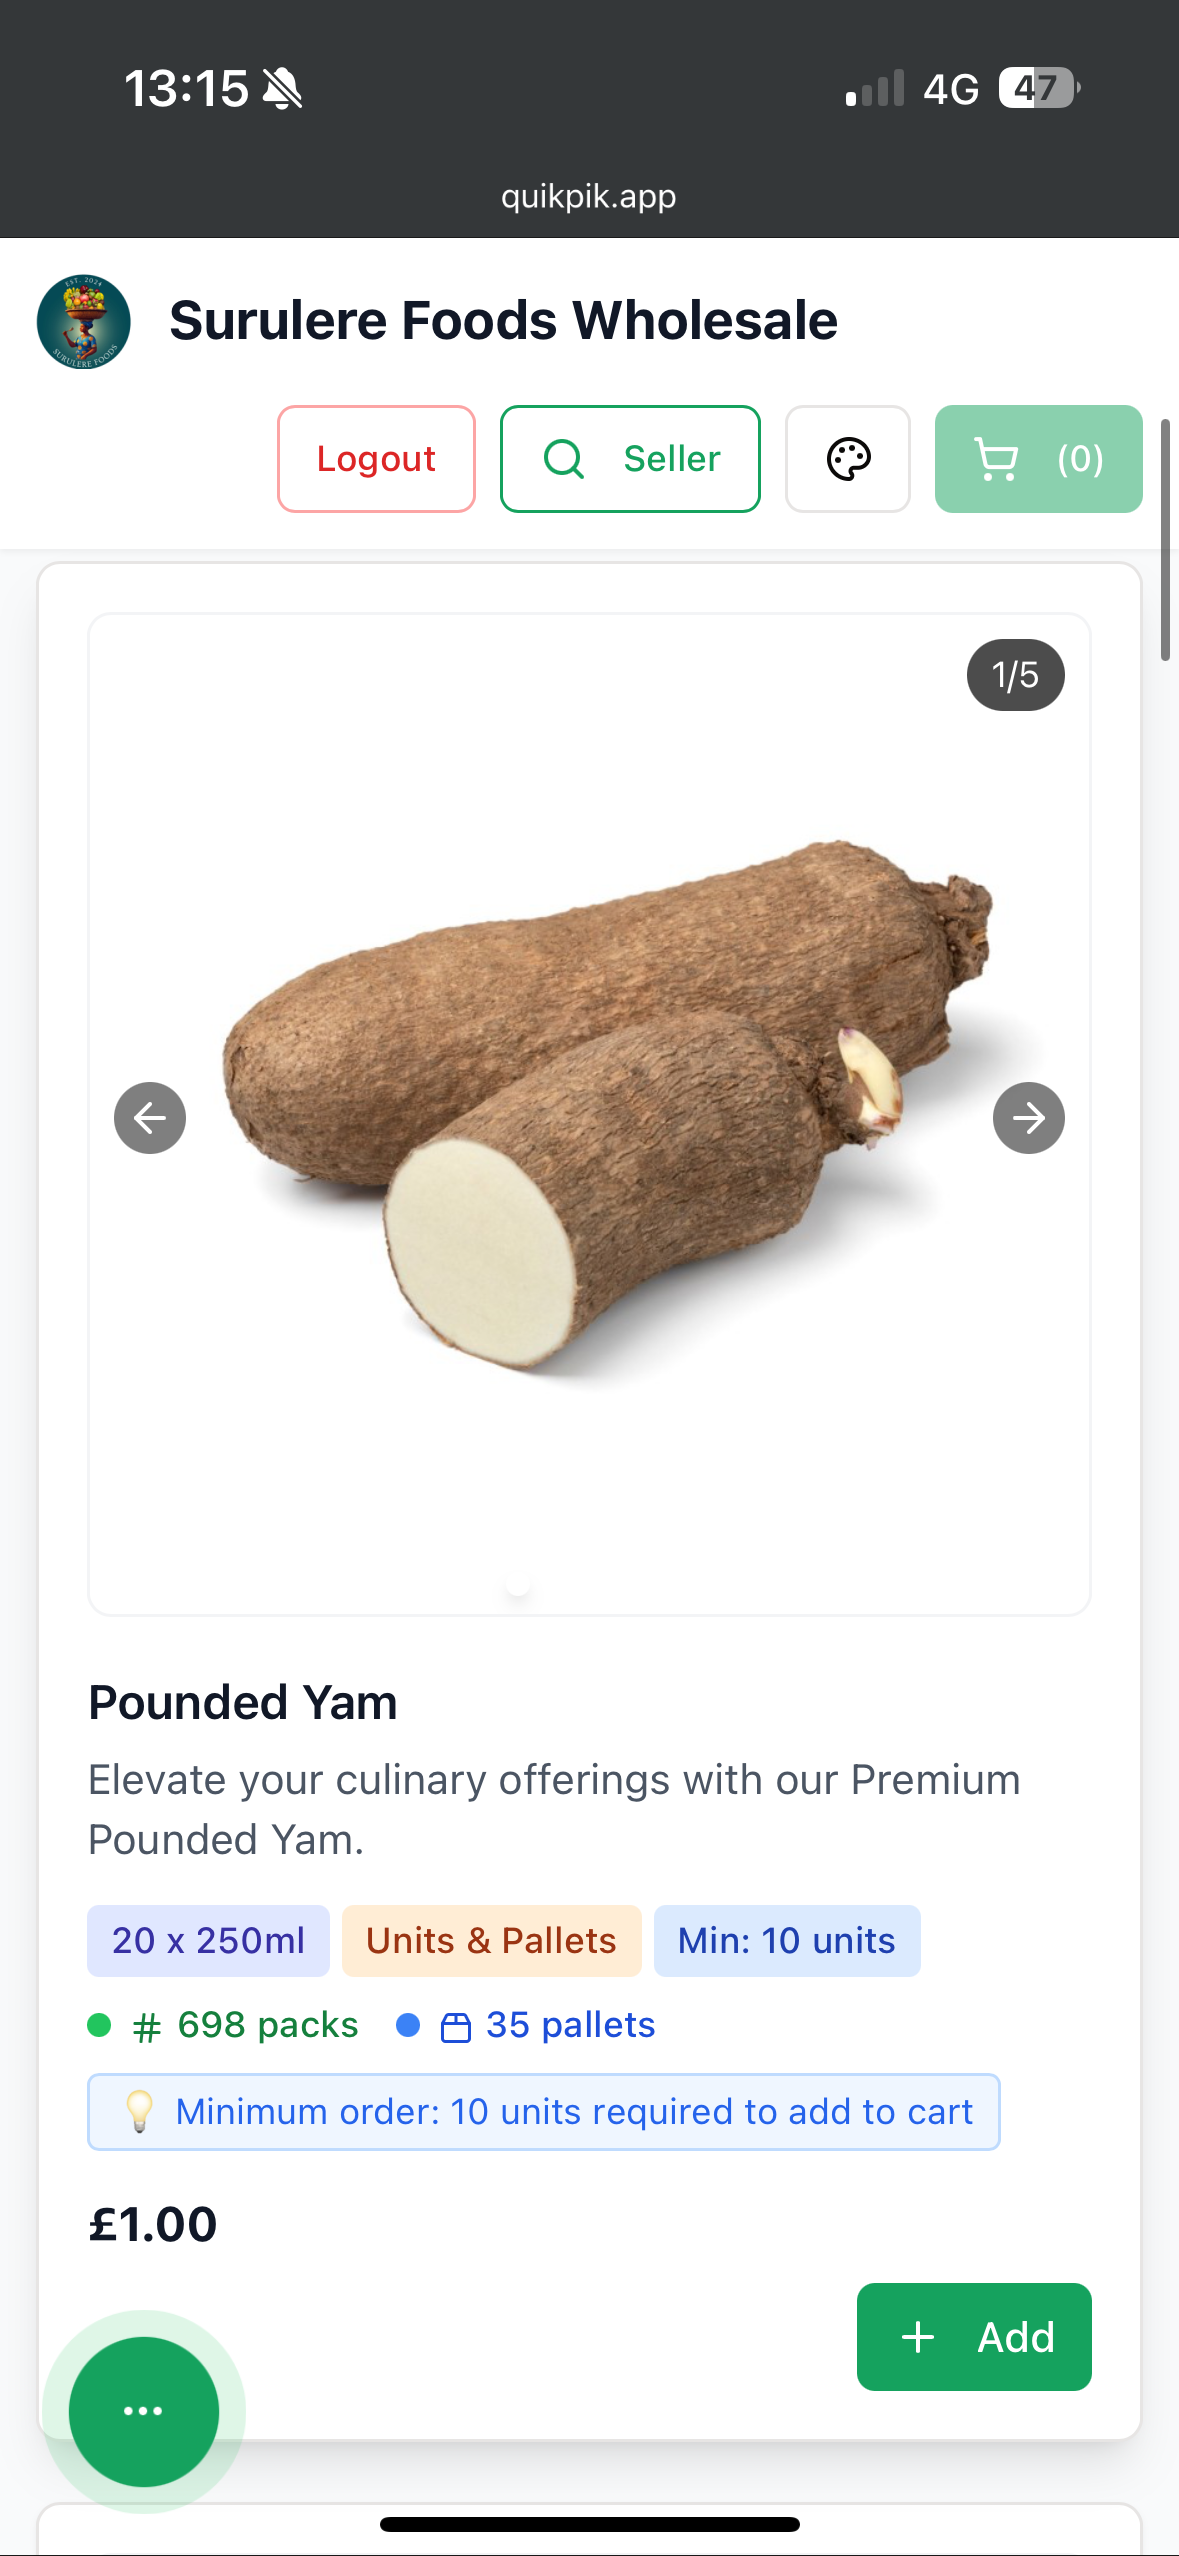 13:15
4G
47
quikpik.app
EST. 2024
SURULERE FOODS
Surulere Foods Wholesale
Logout
Seller
(0)
1/5
Pounded Yam
Elevate your culinary offerings with our Premium
Pounded Yam.
20 x 250ml
Units & Pallets
Min: 10 units
# 698 packs
35 pallets
Minimum order: 10 units required to add to cart
£1.00
+ Add